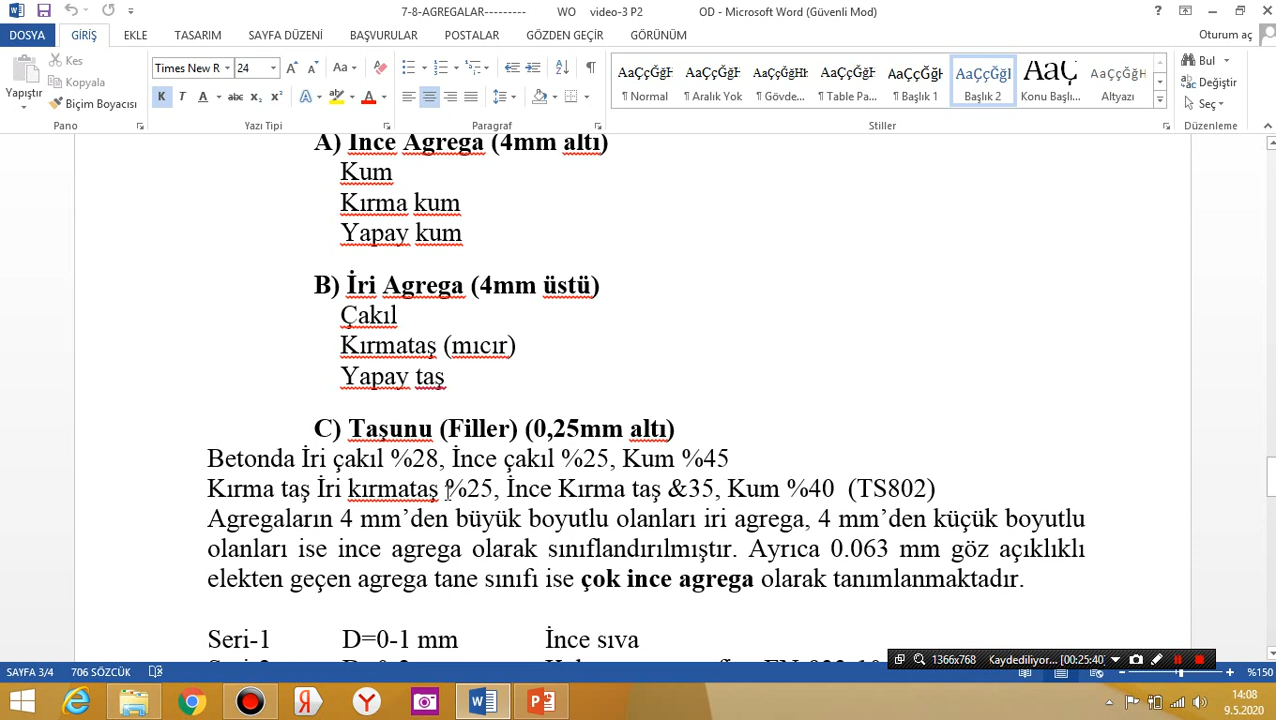 7-8-AGREGALAR--------- WO video-3 P2 OD - Microsoft Word (Güvenli Mod)
DOSYA GİRİŞ EKLE TASARIM SAYFA DÜZENİ BAŞVURULAR POSTALAR GÖZDEN GEÇİR GÖRÜNÜM Oturum aç
Yapıştır
Kes
Kopyala
Biçim Boyacısı
Times New R 24
AaÇçĞğİ ¶ Normal
¶ Aralık Yok
¶ Gövde...
¶ Table Pa...
¶ Başlık 1
Başlık 2
Konu Başlı...
Altyazı
Bul
Değiştir
Seç
Pano Yazı Tipi Paragraf Stiller Düzenleme
A) İnce Agrega (4mm altı)
Kum
Kırma kum
Yapay kum
B) İri Agrega (4mm üstü)
Çakıl
Kırmataş (mıcır)
Yapay taş
C) Taşunu (Filler) (0,25mm altı)
Betonda İri çakıl %28, İnce çakıl %25, Kum %45
Kırma taş İri kırmataş %25, İnce Kırma taş &35, Kum %40 (TS802)
Agregaların 4 mm’den büyük boyutlu olanları iri agrega, 4 mm’den küçük boyutlu
olanları ise ince agrega olarak sınıflandırılmıştır. Ayrıca 0.063 mm göz açıklıklı
elekten geçen agrega tane sınıfı ise çok ince agrega olarak tanımlanmaktadır.
Seri-1 D=0-1 mm İnce sıva
1366x768 Kaydediliyor... [00:25:40]
SAYFA 3/4 706 SÖZCÜK %150
14:08
9.5.2020